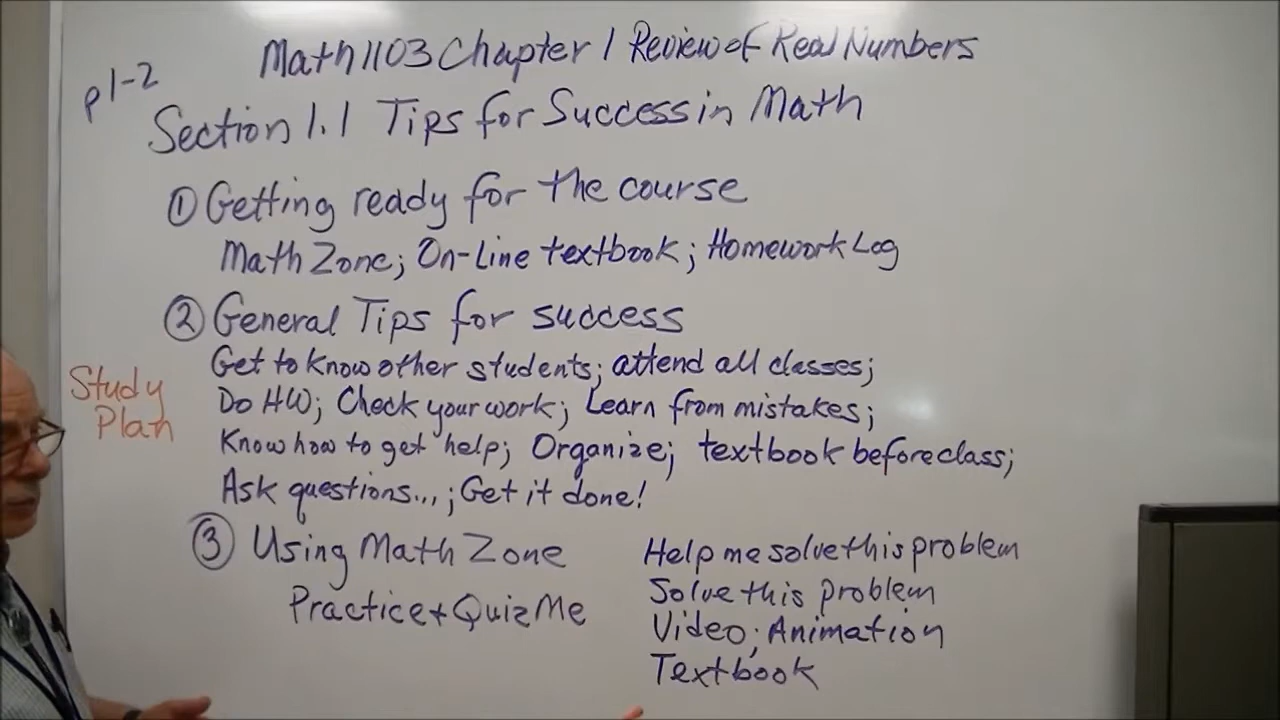 Math 1103 Chapter 1 Review of Real Numbers
p1-2
Section 1.1 Tips for Success in Math
① Getting ready for the course
Math Zone; On-Line textbook; Homework Log
② General Tips for success
Get to know other students; attend all classes;
Do HW; Check your work; Learn from mistakes;
Know how to get help; Organize; textbook before class;
Ask questions...; Get it done!
Study
Plan
③ Using Math Zone
Practice + Quiz Me
Help me solve this problem
Solve this problem
Video; Animation
Textbook